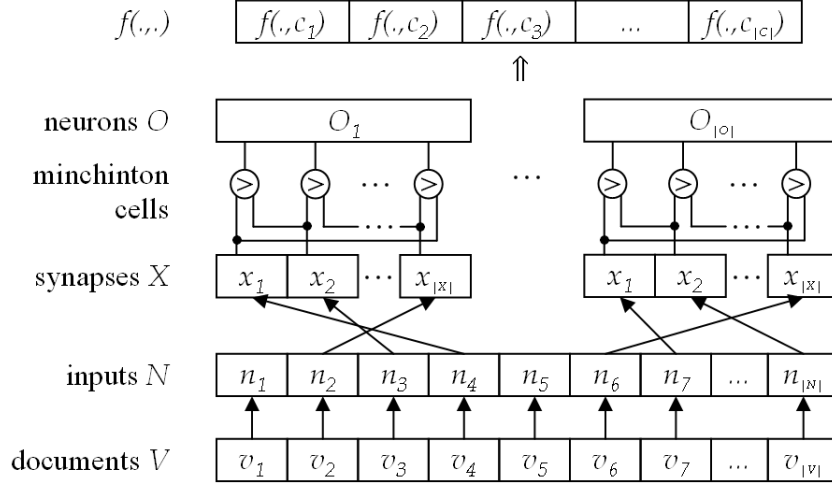 f(.,.) f(.,c₁) f(.,c₂) f(.,c₃) ... f(.,c|C|)
⇑
neurons O O₁ O|O|
minchinton > > ... > ... > > ... >
cells ... ...
synapses X x₁ x₂ ... x|X| x₁ x₂ ... x|X|
inputs N n₁ n₂ n₃ n₄ n₅ n₆ n₇ ... n|N|
documents V v₁ v₂ v₃ v₄ v₅ v₆ v₇ ... v|V|